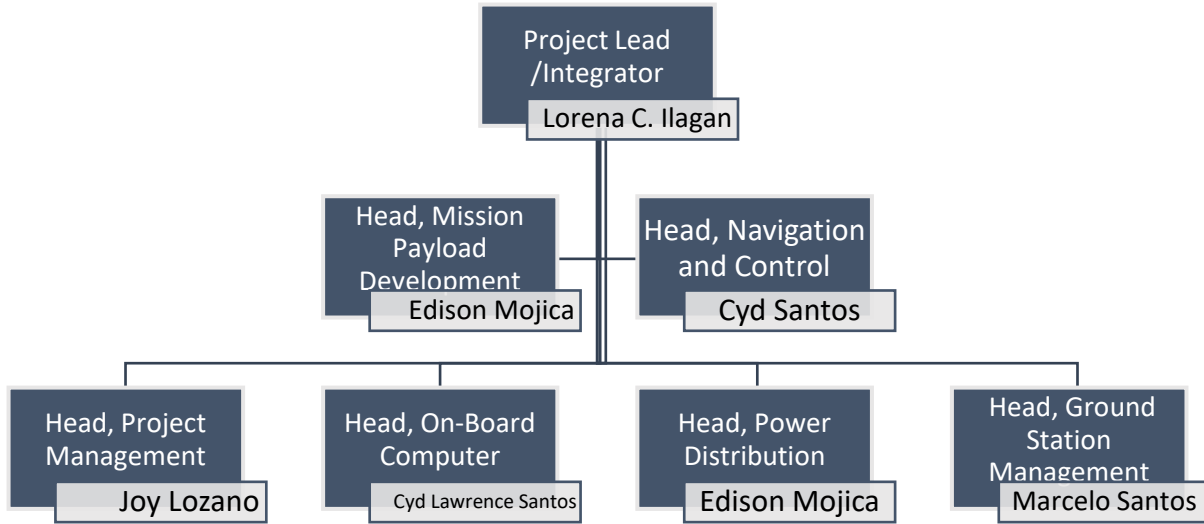 Project Lead
/Integrator
Lorena C. Ilagan
Head, Mission
Payload
Development
Edison Mojica
Head, Navigation
and Control
Cyd Santos
Head, Project
Management
Joy Lozano
Head, On-Board
Computer
Cyd Lawrence Santos
Head, Power
Distribution
Edison Mojica
Head, Ground
Station
Management
Marcelo Santos